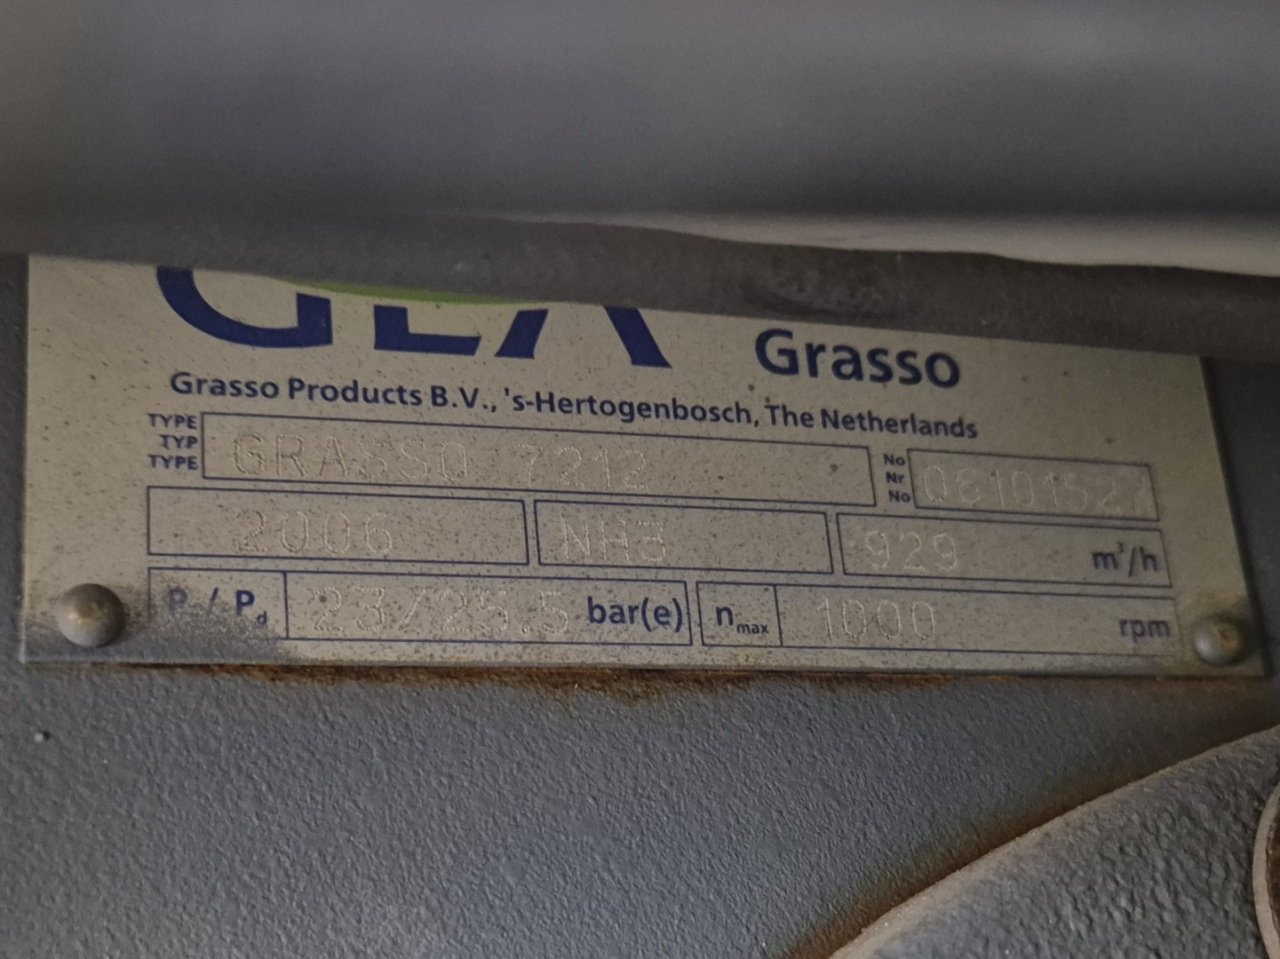 GEA
Grasso
Grasso Products B.V., 's-Hertogenbosch, The Netherlands
TYPE
TYP
TYPE
GRASSO 7212
No
Nr
No
06101527
2006
NH3
929 m³/h
P / Pd
23/25.5 bar(e)
nmax
1000 rpm